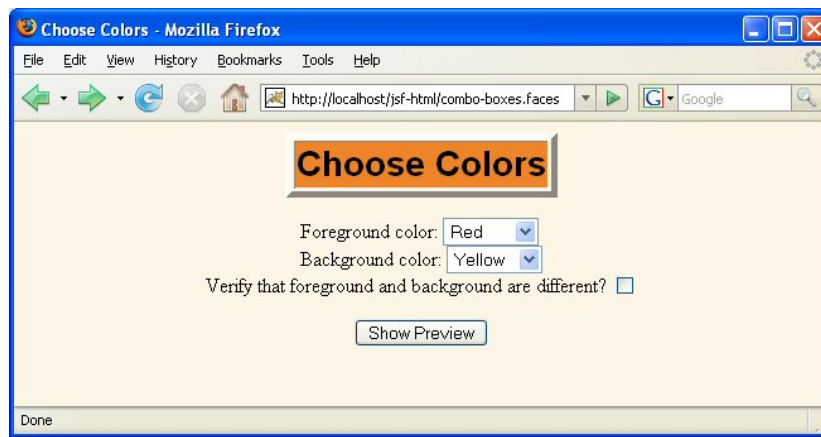 Choose Colors - Mozilla Firefox
File Edit View History Bookmarks Tools Help
http://localhost/jsf-html/combo-boxes.faces G Google
Choose Colors
Foreground color: Red
Background color: Yellow
Verify that foreground and background are different?
Show Preview
Done